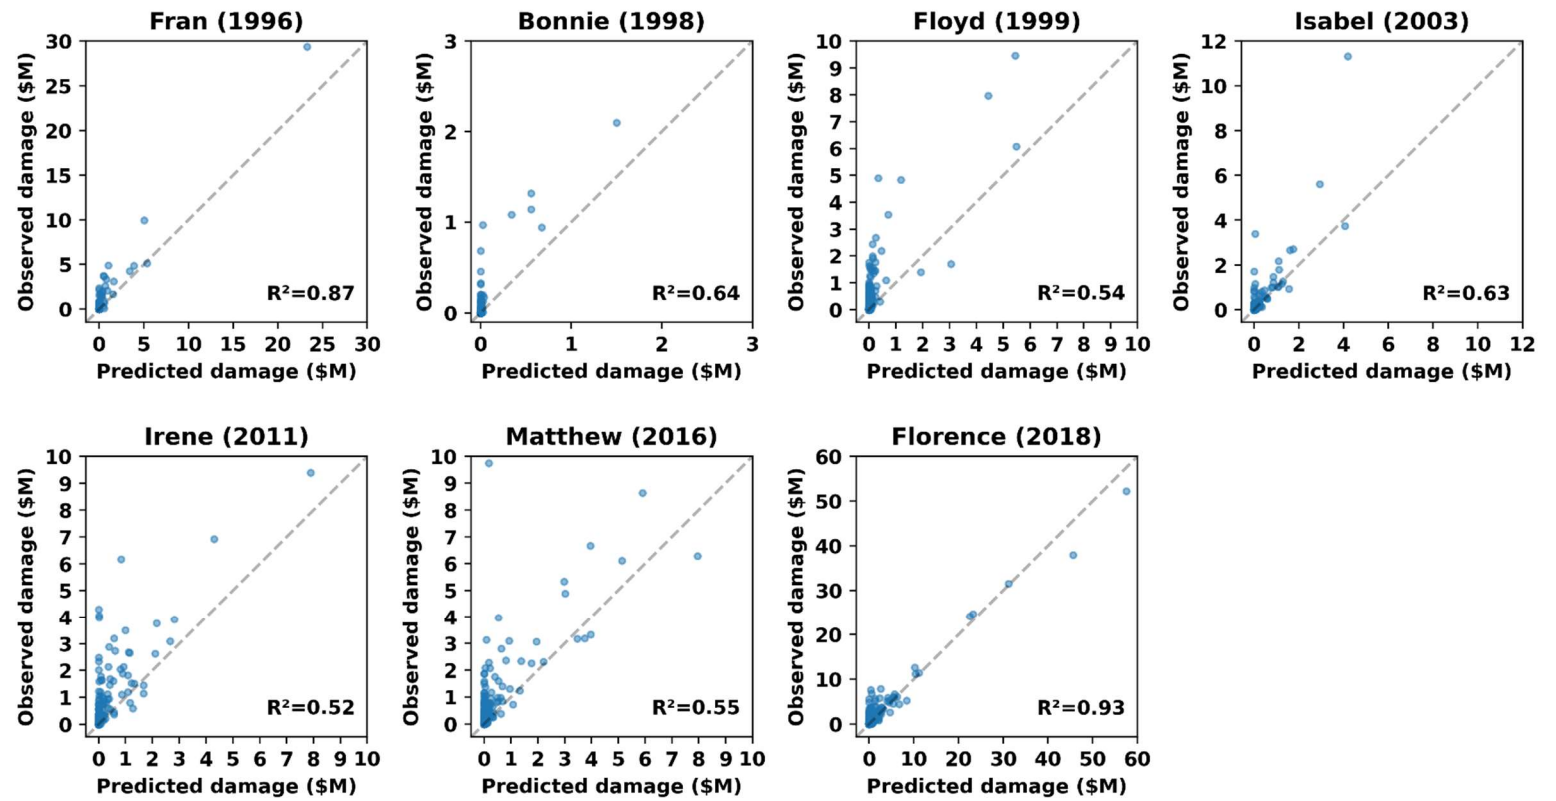 Fran (1996)
Observed damage ($M)
30
25
20
15
10
5
0
R²=0.87
0 5 10 15 20 25 30
Predicted damage ($M)
Bonnie (1998)
Observed damage ($M)
3
2
1
0
R²=0.64
0 1 2 3
Predicted damage ($M)
Floyd (1999)
Observed damage ($M)
10
9
8
7
6
5
4
3
2
1
0
R²=0.54
0 1 2 3 4 5 6 7 8 9 10
Predicted damage ($M)
Isabel (2003)
Observed damage ($M)
12
10
8
6
4
2
0
R²=0.63
0 2 4 6 8 10 12
Predicted damage ($M)
Irene (2011)
Observed damage ($M)
10
9
8
7
6
5
4
3
2
1
0
R²=0.52
0 1 2 3 4 5 6 7 8 9 10
Predicted damage ($M)
Matthew (2016)
Observed damage ($M)
10
9
8
7
6
5
4
3
2
1
0
R²=0.55
0 1 2 3 4 5 6 7 8 9 10
Predicted damage ($M)
Florence (2018)
Observed damage ($M)
60
50
40
30
20
10
0
R²=0.93
0 10 20 30 40 50 60
Predicted damage ($M)